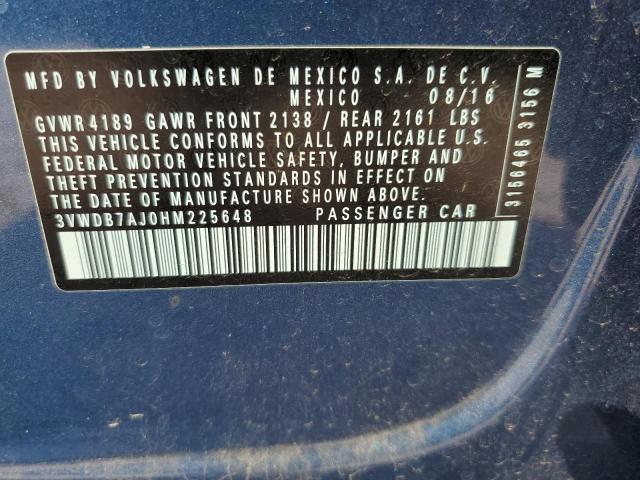 MFD BY VOLKSWAGEN DE MEXICO S.A. DE C.V.
MEXICO 08/16
GVWR 4189 GAWR FRONT 2138 / REAR 2161 LBS
THIS VEHICLE CONFORMS TO ALL APPLICABLE U.S.
FEDERAL MOTOR VEHICLE SAFETY, BUMPER AND
THEFT PREVENTION STANDARDS IN EFFECT ON
THE DATE OF MANUFACTURE SHOWN ABOVE.
3VWDB7AJ0HM225648 PASSENGER CAR
3156465 3156 M